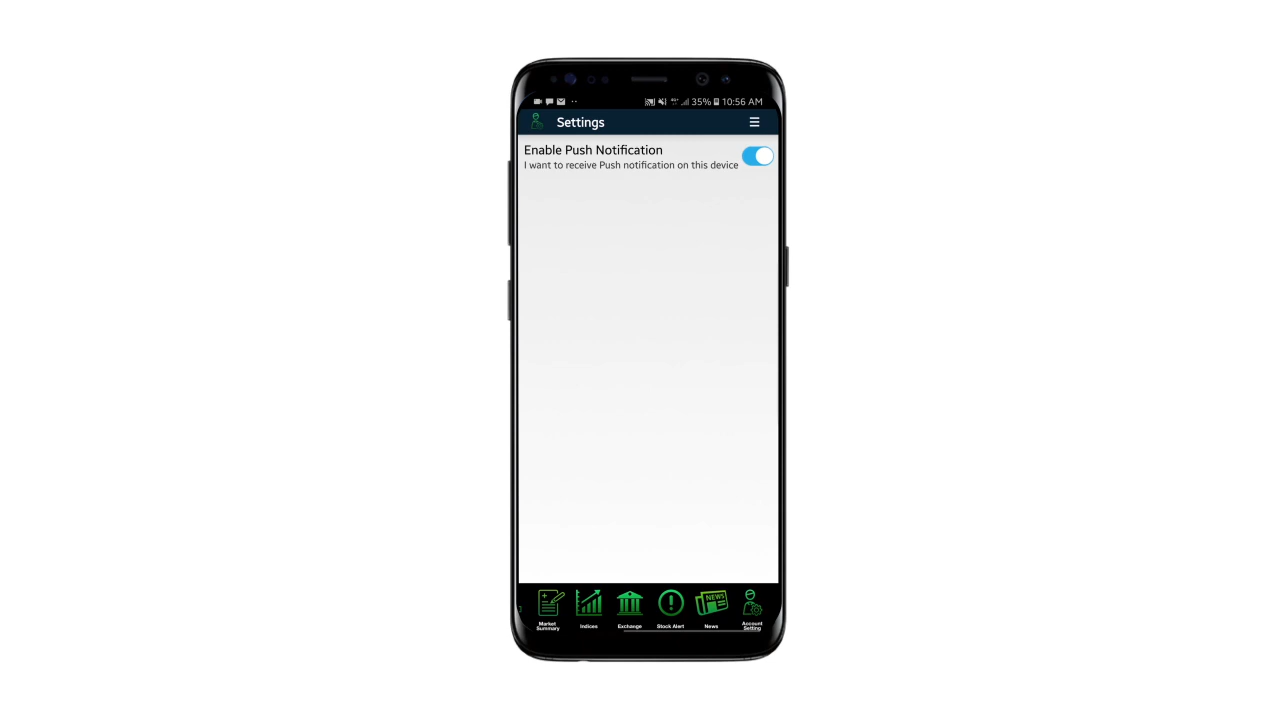 35% 10:56 AM
Settings
Enable Push Notification
I want to receive Push notification on this device
NEWS
Market
Summary
Indices
Exchange
Stock Alert
News
Account
Setting